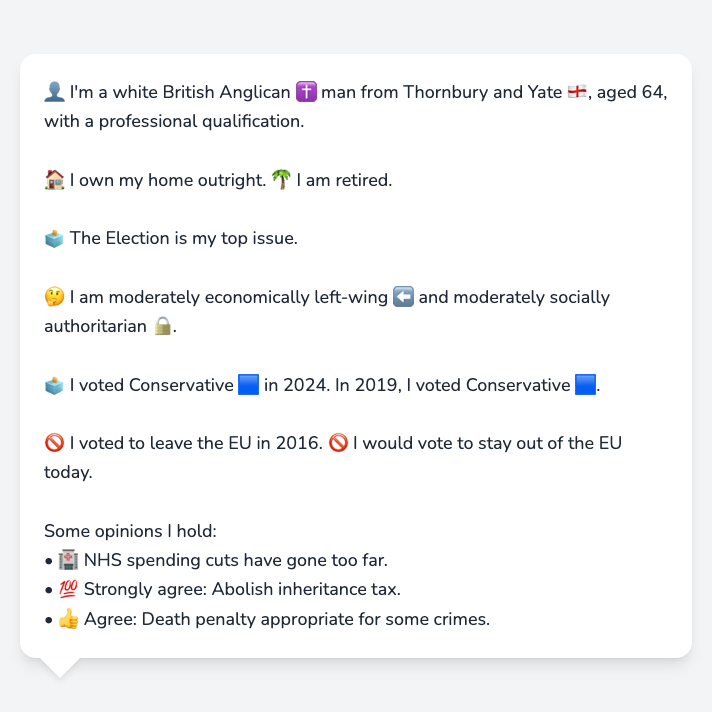 👤 I'm a white British Anglican ✝️ man from Thornbury and Yate 🏴󠁧󠁢󠁥󠁮󠁧󠁿, aged 64,
with a professional qualification.
🏠 I own my home outright. 🌴 I am retired.
🗳️ The Election is my top issue.
🤔 I am moderately economically left-wing ⬅️ and moderately socially
authoritarian 🔒.
🗳️ I voted Conservative 🟦 in 2024. In 2019, I voted Conservative 🟦.
🚫 I voted to leave the EU in 2016. 🚫 I would vote to stay out of the EU
today.
Some opinions I hold:
• 🏥 NHS spending cuts have gone too far.
• 💯 Strongly agree: Abolish inheritance tax.
• 👍 Agree: Death penalty appropriate for some crimes.